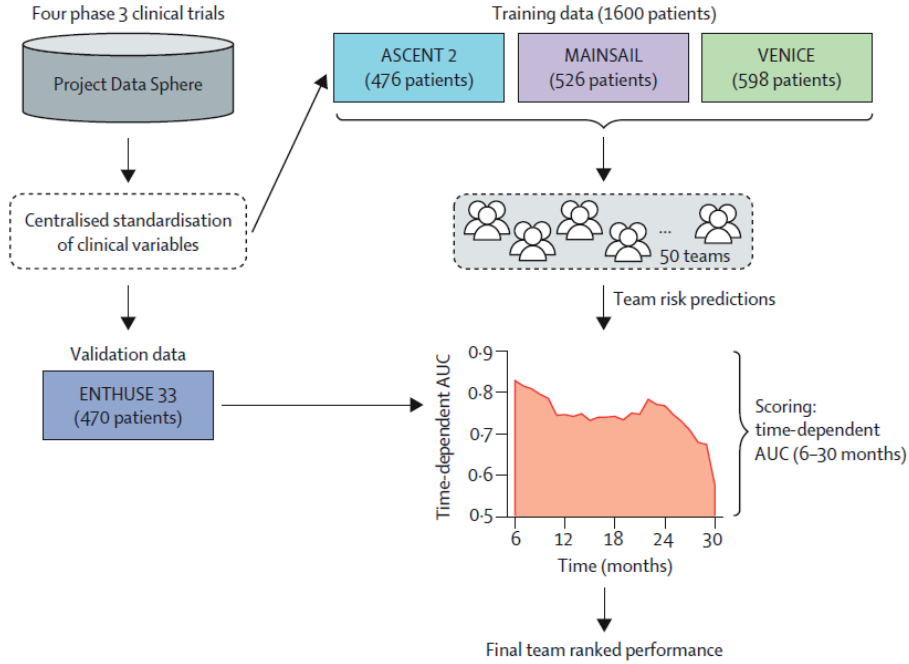 Four phase 3 clinical trials
Project Data Sphere
Centralised standardisation
of clinical variables
Validation data
ENTHUSE 33
(470 patients)
Training data (1600 patients)
ASCENT 2
(476 patients)
MAINSAIL
(526 patients)
VENICE
(598 patients)
...
50 teams
Team risk predictions
Time-dependent AUC
0·9
0·8
0·7
0·6
0·5
6
12
18
24
30
Time (months)
Scoring:
time-dependent
AUC (6–30 months)
Final team ranked performance